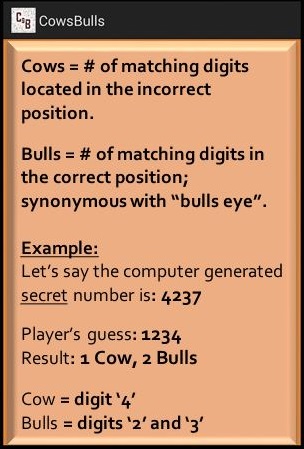 C&B CowsBulls
Cows = # of matching digits
located in the incorrect
position.
Bulls = # of matching digits in
the correct position;
synonymous with “bulls eye”.
Example:
Let’s say the computer generated
secret number is: 4237
Player’s guess: 1234
Result: 1 Cow, 2 Bulls
Cow = digit ‘4’
Bulls = digits ‘2’ and ‘3’